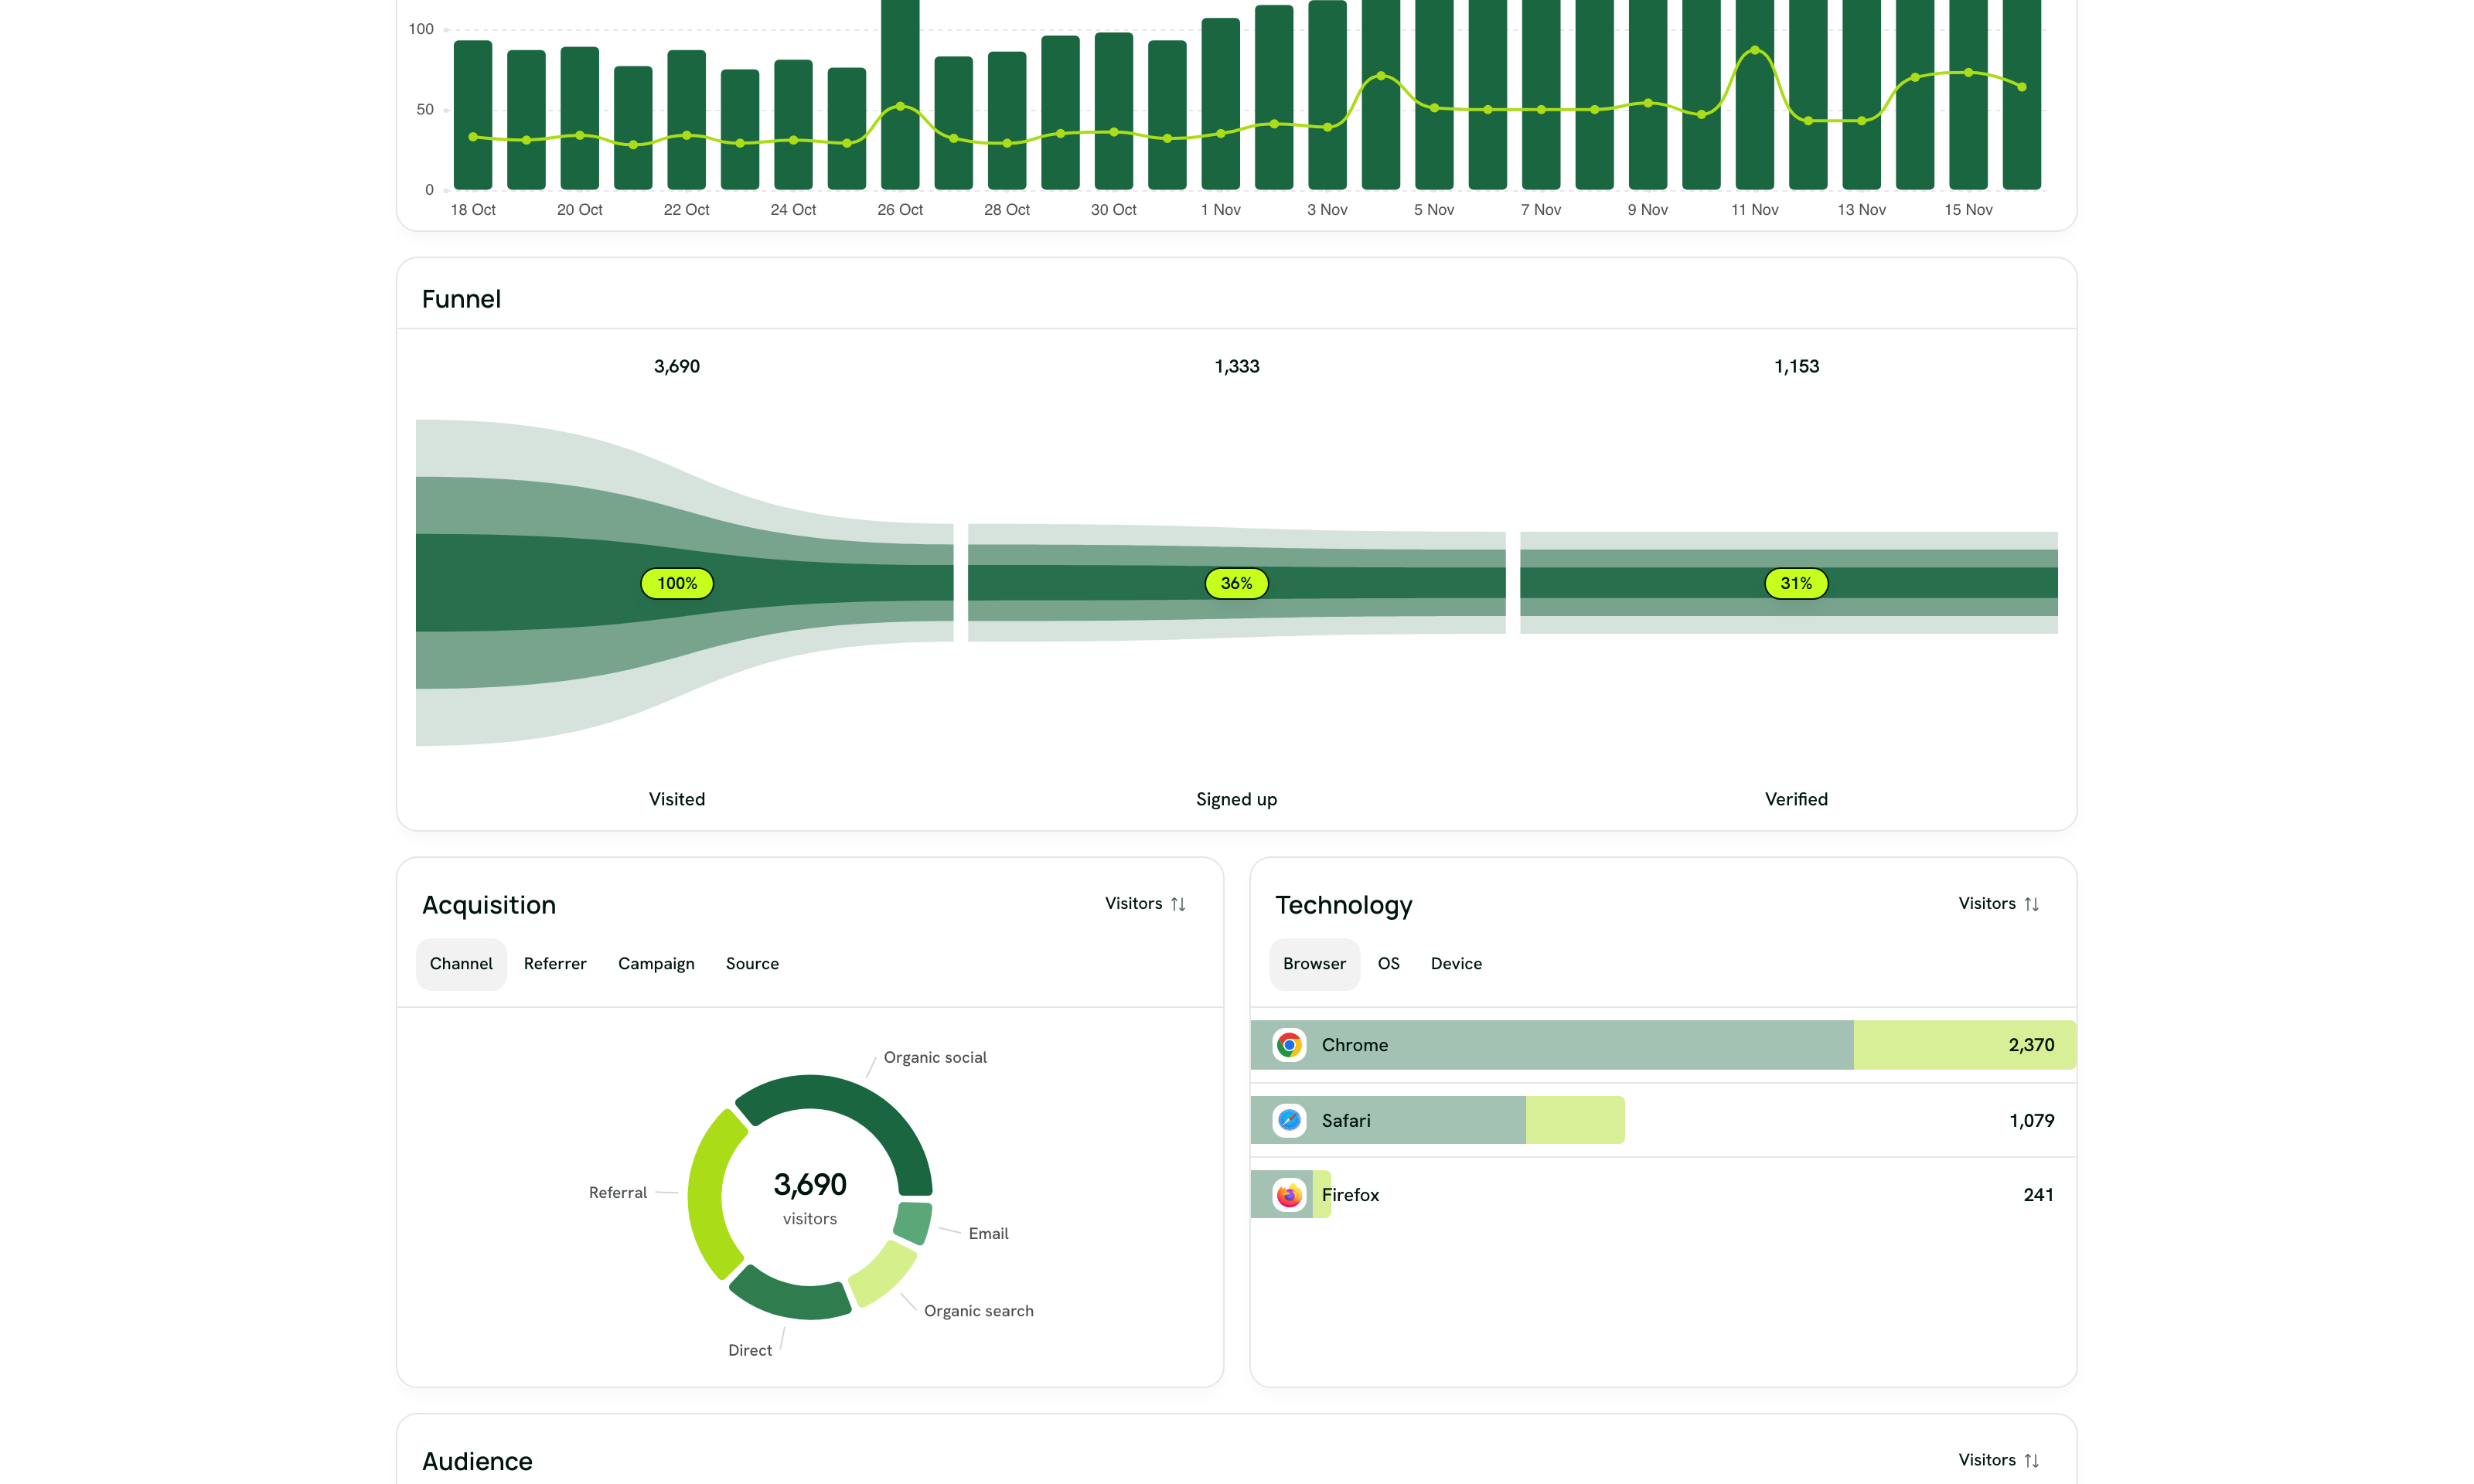 100
50
0
18 Oct 20 Oct 22 Oct 24 Oct 26 Oct 28 Oct 30 Oct 1 Nov 3 Nov 5 Nov 7 Nov 9 Nov 11 Nov 13 Nov 15 Nov
Funnel
3,690 1,333 1,153
100% 36% 31%
Visited Signed up Verified
Acquisition Visitors
Channel Referrer Campaign Source
Organic social
Referral
3,690
visitors
Email
Organic search
Direct
Technology Visitors
Browser OS Device
Chrome 2,370
Safari 1,079
Firefox 241
Audience Visitors